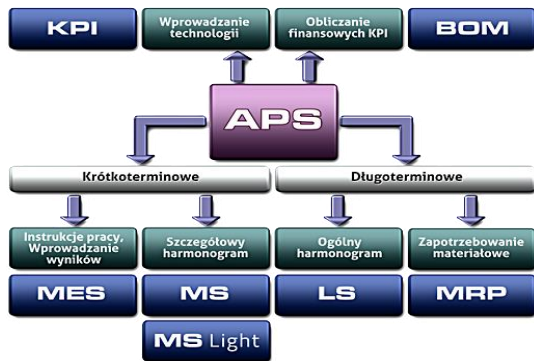 KPI
Wprowadzanie
technologii
Obliczanie
finansowych KPI
BOM
APS
Krótkoterminowe
Długoterminowe
Instrukcje pracy,
Wprowadzanie
wyników
Szczegółowy
harmonogram
Ogólny
harmonogram
Zapotrzebowanie
materiałowe
MES
MS
LS
MRP
MS Light